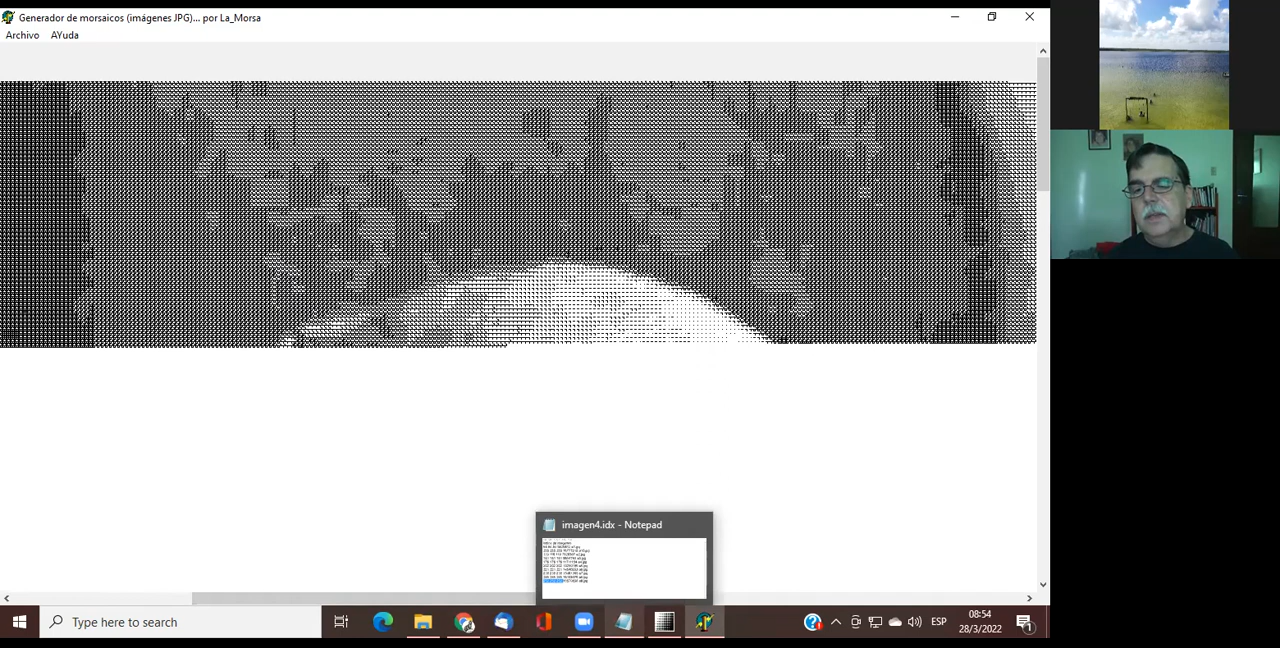 Generador de morsaicos (imágenes JPG)... por La_Morsa
Archivo AYuda
imagen4.idx - Notepad
Type here to search
ESP
08:54
28/3/2022
1